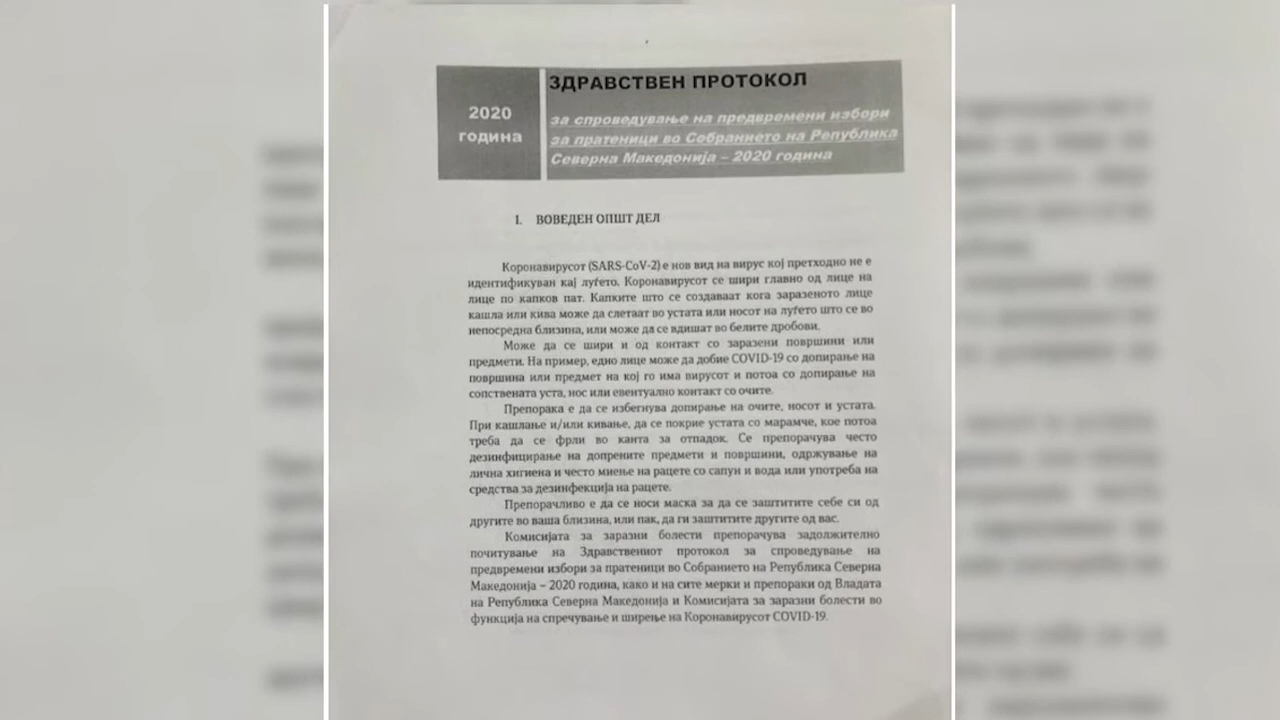 2020
година
ЗДРАВСТВЕН ПРОТОКОЛ
за спроведување на предвремени избори
за пратеници во Собранието на Република
Северна Македонија – 2020 година
1. ВОВЕДЕН ОПШТ ДЕЛ
Коронавирусот (SARS-CoV-2) е нов вид на вирус кој претходно не е
идентификуван кај луѓето. Коронавирусот се шири главно од лице на
лице по капков пат. Капките што се создаваат кога заразеното лице
кашла или кива може да слетаат во устата или носот на луѓето што се во
непосредна близина, или може да се вдишат во белите дробови.
Може да се шири и од контакт со заразени површини или
предмети. На пример, едно лице може да добие COVID-19 со допирање на
површина или предмет на кој го има вирусот и потоа со допирање на
сопствената уста, нос или евентуално контакт со очите.
Препорака е да се избегнува допирање на очите, носот и устата.
При кашлање и/или кивање, да се покрие устата со марамче, кое потоа
треба да се фрли во канта за отпадок. Се препорачува често
дезинфицирање на допрените предмети и површини, одржување на
лична хигиена и често миење на рацете со сапун и вода или употреба на
средства за дезинфекција на рацете.
Препорачливо е да се носи маска за да се заштитите себе си од
другите во ваша близина, или пак, да ги заштитите другите од вас.
Комисијата за заразни болести препорачува задолжително
почитување на Здравствениот протокол за спроведување на
предвремени избори за пратеници во Собранието на Република Северна
Македонија – 2020 година, како и на сите мерки и препораки од Владата
на Република Северна Македонија и Комисијата за заразни болести во
функција на спречување и ширење на Коронавирусот COVID-19.